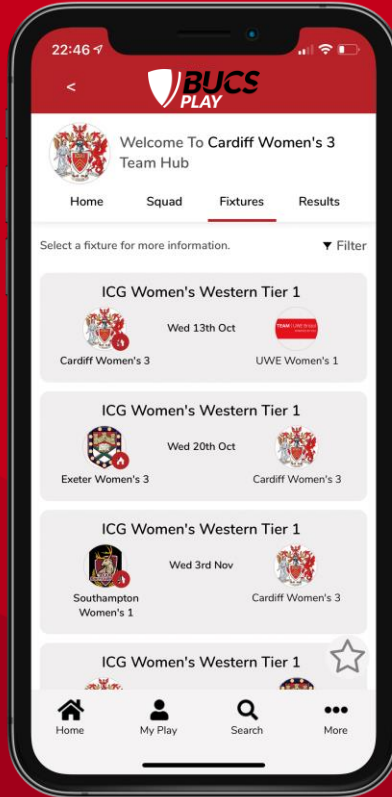 22:46
BUCS
PLAY
Welcome To Cardiff Women's 3
Team Hub
Home Squad Fixtures Results
Select a fixture for more information. Filter
ICG Women's Western Tier 1
Wed 13th Oct
Cardiff Women's 3 UWE Women's 1
ICG Women's Western Tier 1
Wed 20th Oct
Exeter Women's 3 Cardiff Women's 3
ICG Women's Western Tier 1
Wed 3rd Nov
Southampton Cardiff Women's 3
Women's 1
ICG Women's Western Tier 1
Home My Play Search More